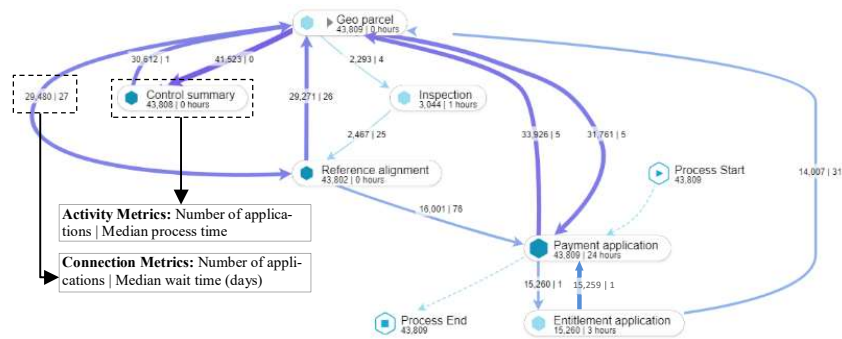 Geo parcel
43,809 | 0 hours
30,612 | 1
41,523 | 0
2,293 | 4
29,480 | 27
Control summary
43,808 | 0 hours
29,271 | 26
Inspection
3,044 | 1 hours
33,926 | 5
31,761 | 5
2,467 | 25
Reference alignment
43,802 | 0 hours
Process Start
43,809
14,007 | 31
16,001 | 76
Activity Metrics: Number of applica-
tions | Median process time
Connection Metrics: Number of appli-
cations | Median wait time (days)
Payment application
43,809 | 24 hours
15,260 | 1
15,259 | 1
Process End
43,809
Entitlement application
15,260 | 3 hours